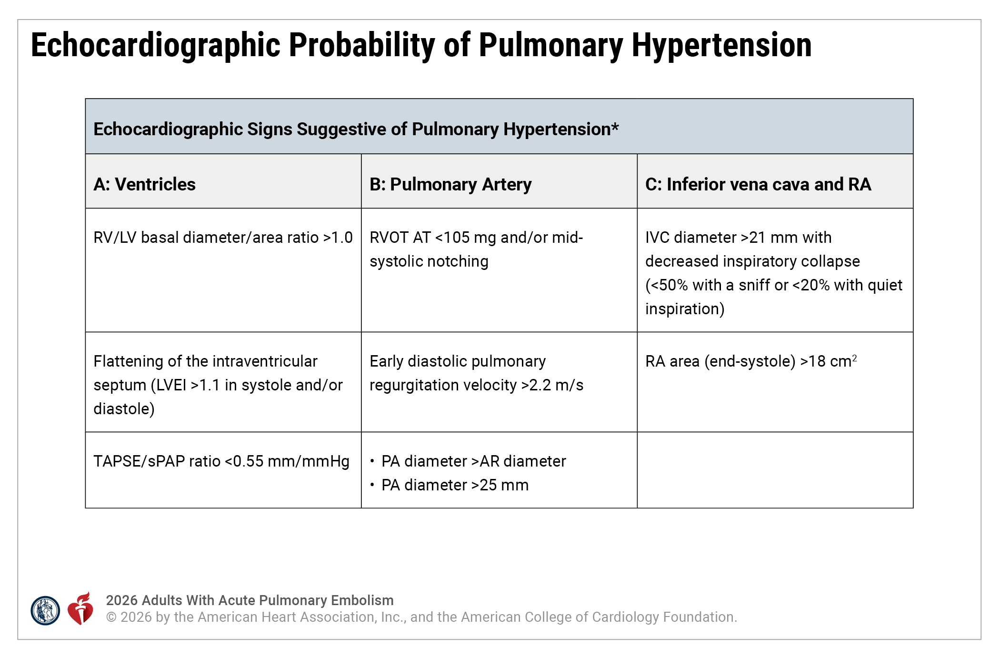 Echocardiographic Probability of Pulmonary Hypertension
Echocardiographic Signs Suggestive of Pulmonary Hypertension*
A: Ventricles
B: Pulmonary Artery
C: Inferior vena cava and RA
RV/LV basal diameter/area ratio >1.0
RVOT AT <105 mg and/or mid-
systolic notching
IVC diameter >21 mm with
decreased inspiratory collapse
(<50% with a sniff or <20% with quiet
inspiration)
Flattening of the intraventricular
septum (LVEI >1.1 in systole and/or
diastole)
Early diastolic pulmonary
regurgitation velocity >2.2 m/s
RA area (end-systole) >18 cm²
TAPSE/sPAP ratio <0.55 mm/mmHg
• PA diameter >AR diameter
• PA diameter >25 mm
2026 Adults With Acute Pulmonary Embolism
© 2026 by the American Heart Association, Inc., and the American College of Cardiology Foundation.